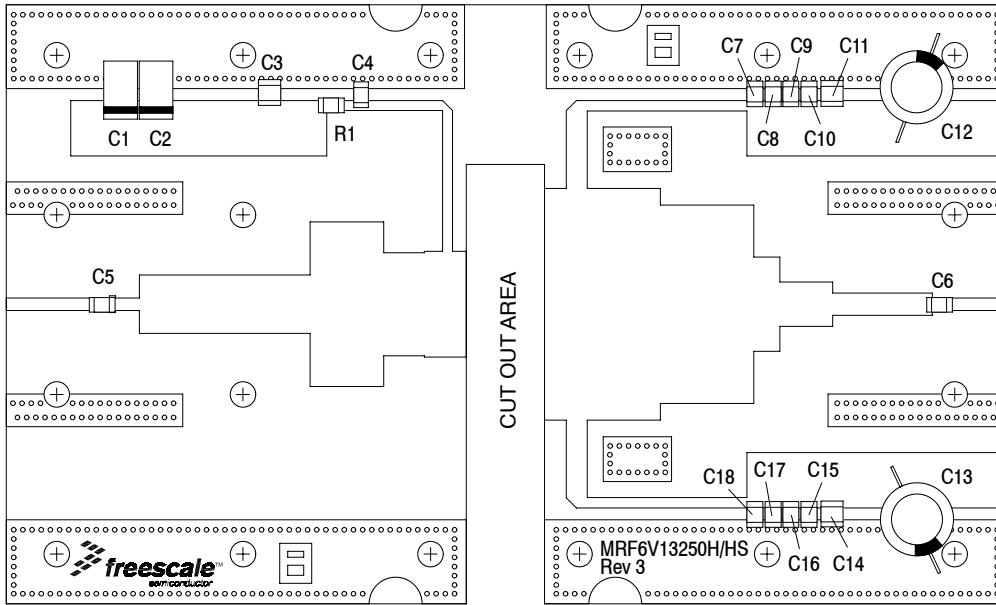 C3
C4
C1
C2
R1
C7
C9
C11
C8
C10
C12
C5
CUT OUT AREA
C6
C18
C17
C15
C13
C16
C14
MRF6V13250H/HS
Rev 3
freescale™
semiconductor